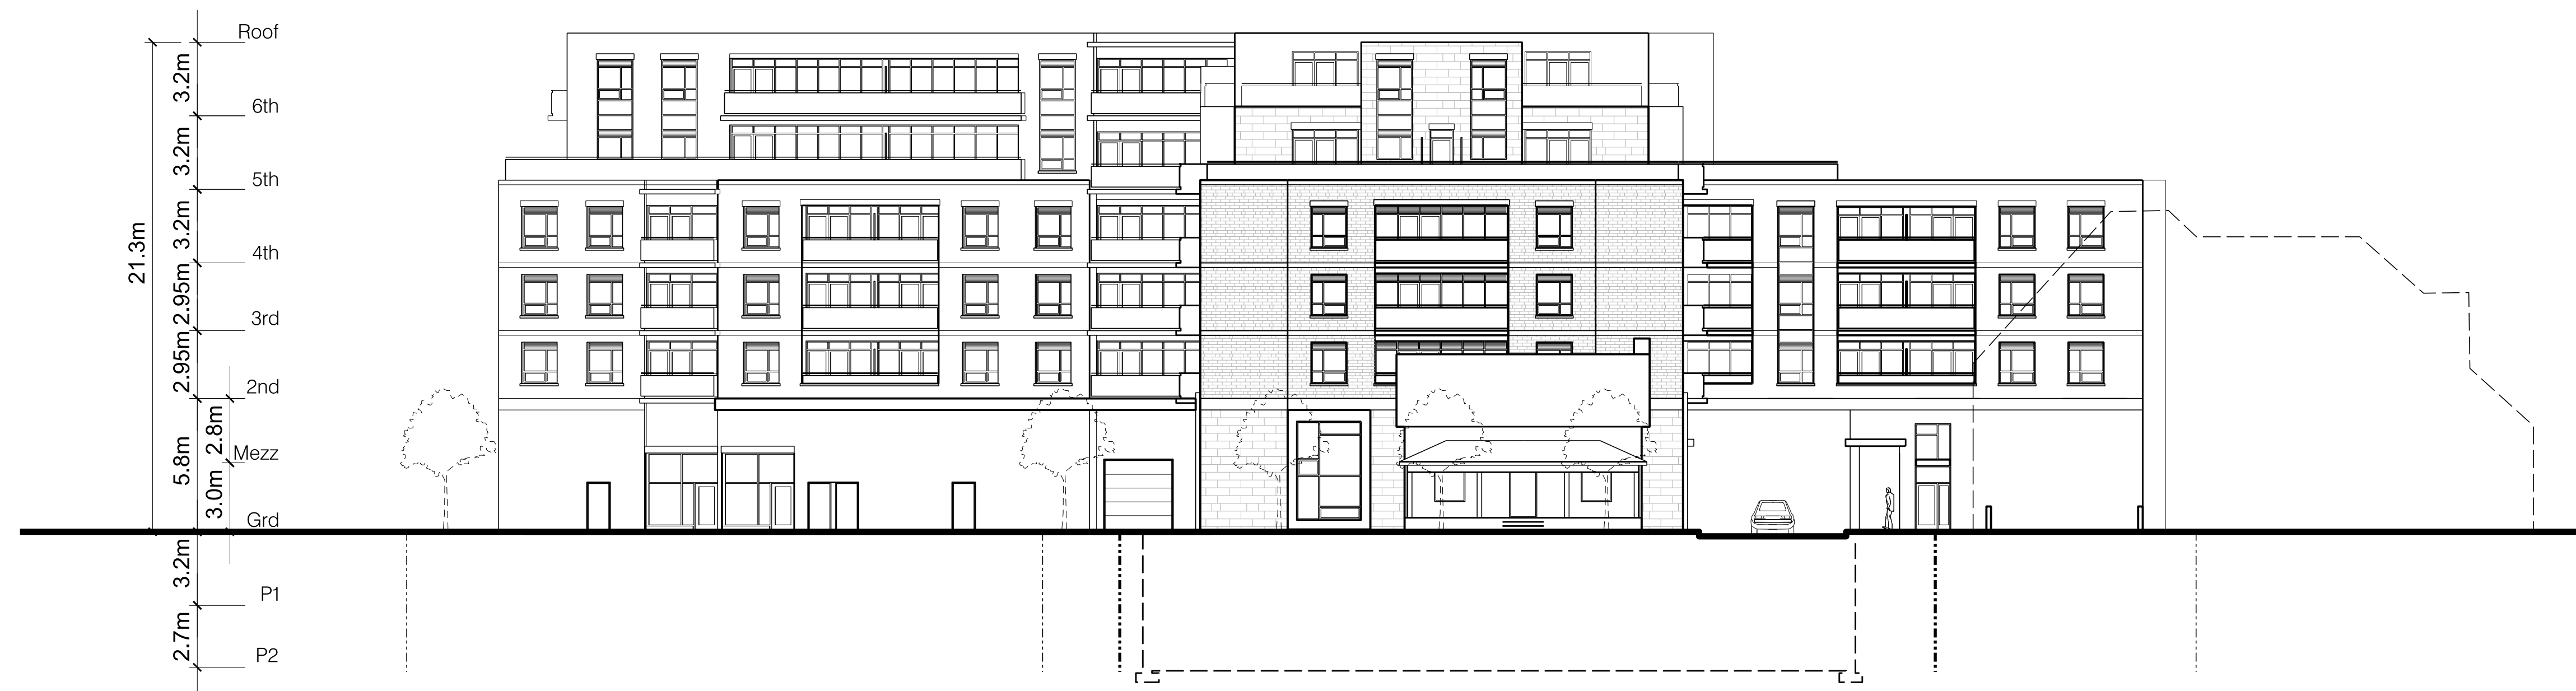 Roof
3.2m
6th
3.2m
5th
3.2m
21.3m
4th
2.95m
3rd
2.95m
2nd
2.8m
5.8m
Mezz
3.0m
Grd
3.2m
P1
2.7m
P2